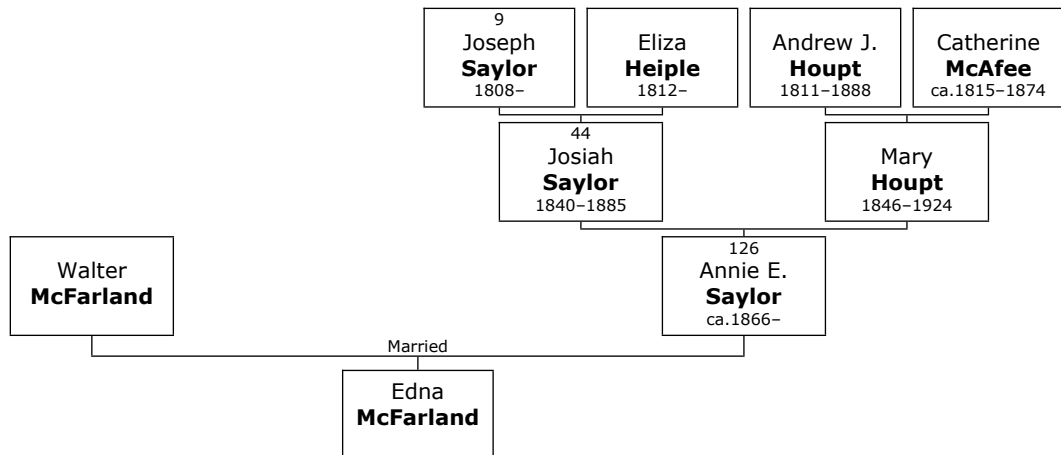 9
Joseph
Saylor
1808–
Eliza
Heiple
1812–
Andrew J.
Houpt
1811–1888
Catherine
McAfee
ca.1815–1874
44
Josiah
Saylor
1840–1885
Mary
Houpt
1846–1924
Walter
McFarland
126
Annie E.
Saylor
ca.1866–
Married
Edna
McFarland